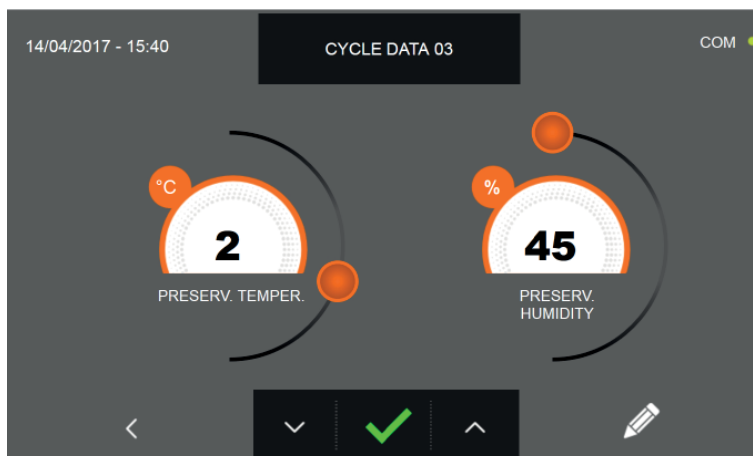 14/04/2017 - 15:40
CYCLE DATA 03
COM
°C
2
PRESERV. TEMPER.
%
45
PRESERV.
HUMIDITY